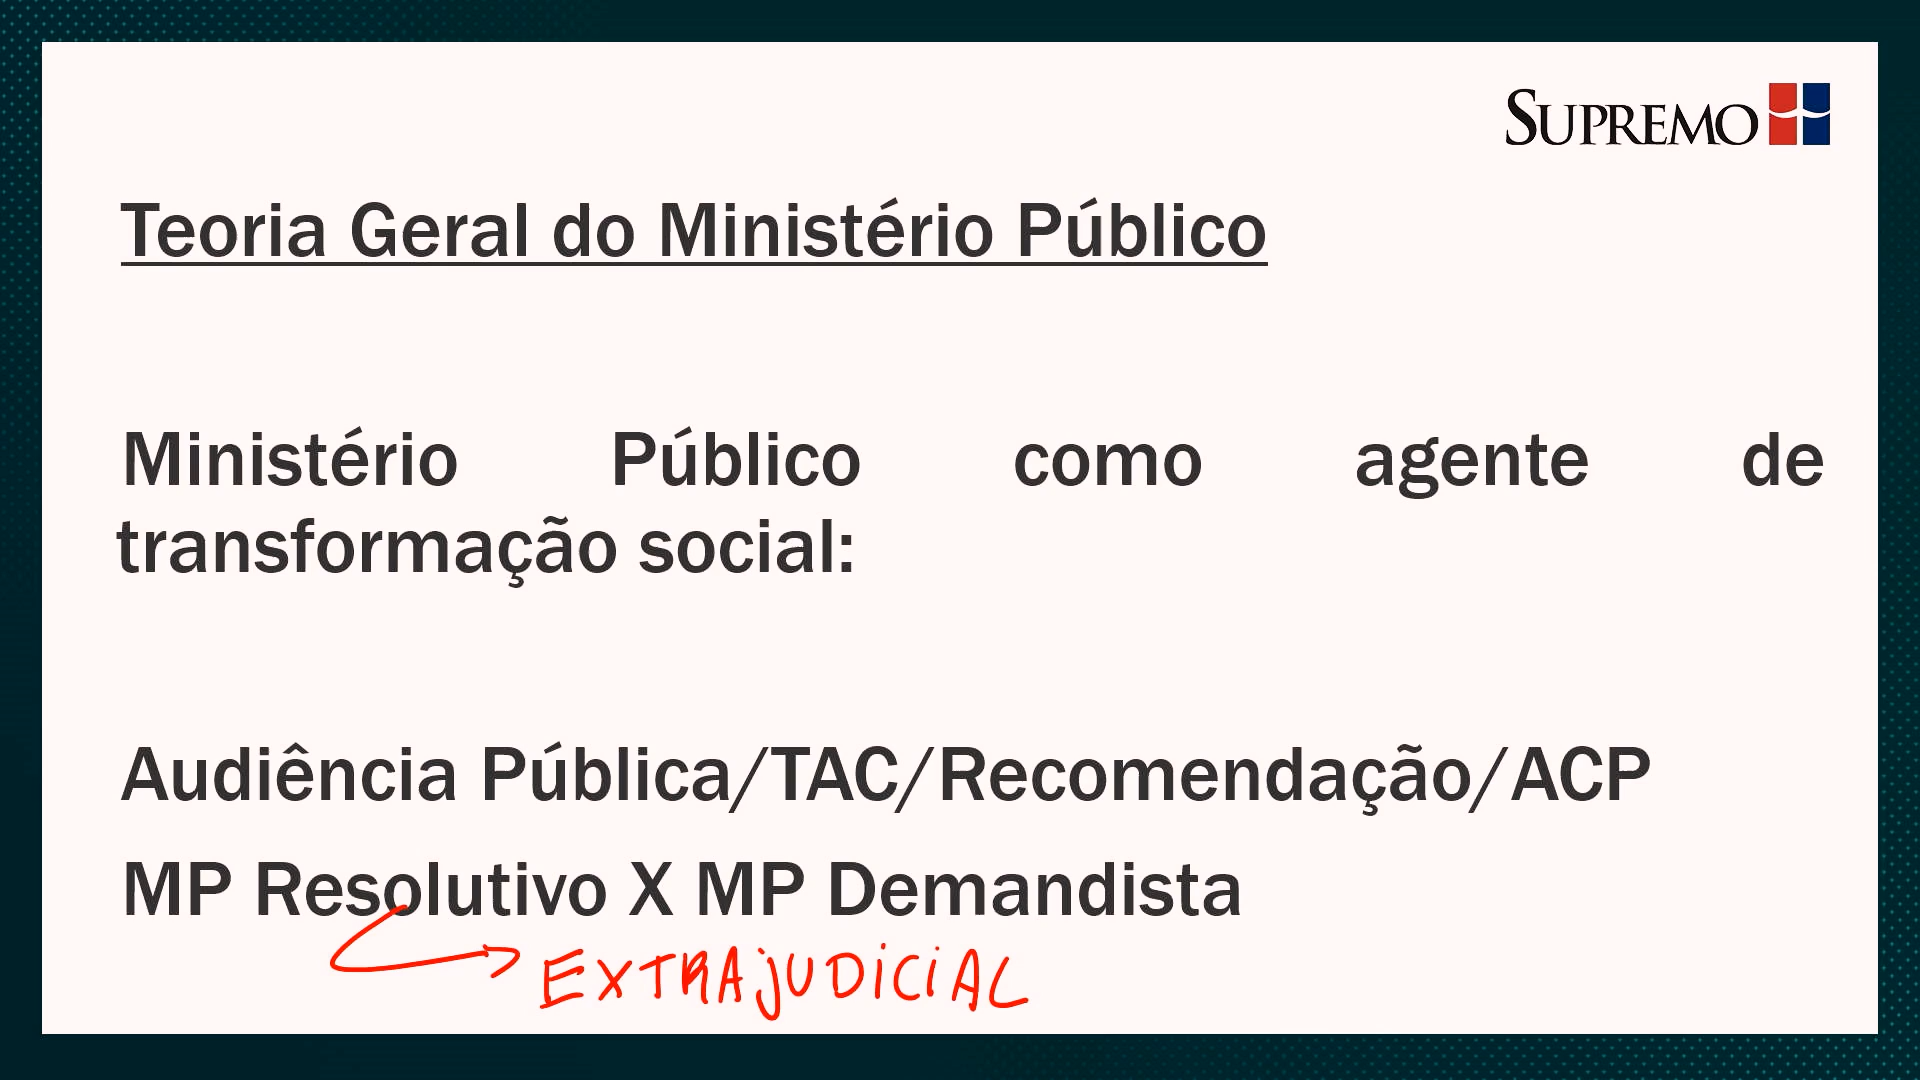 SUPREMO
Teoria Geral do Ministério Público
Ministério Público como agente de
transformação social:
Audiência Pública/TAC/Recomendação/ACP
MP Resolutivo X MP Demandista
EXTRAJUDICIAL